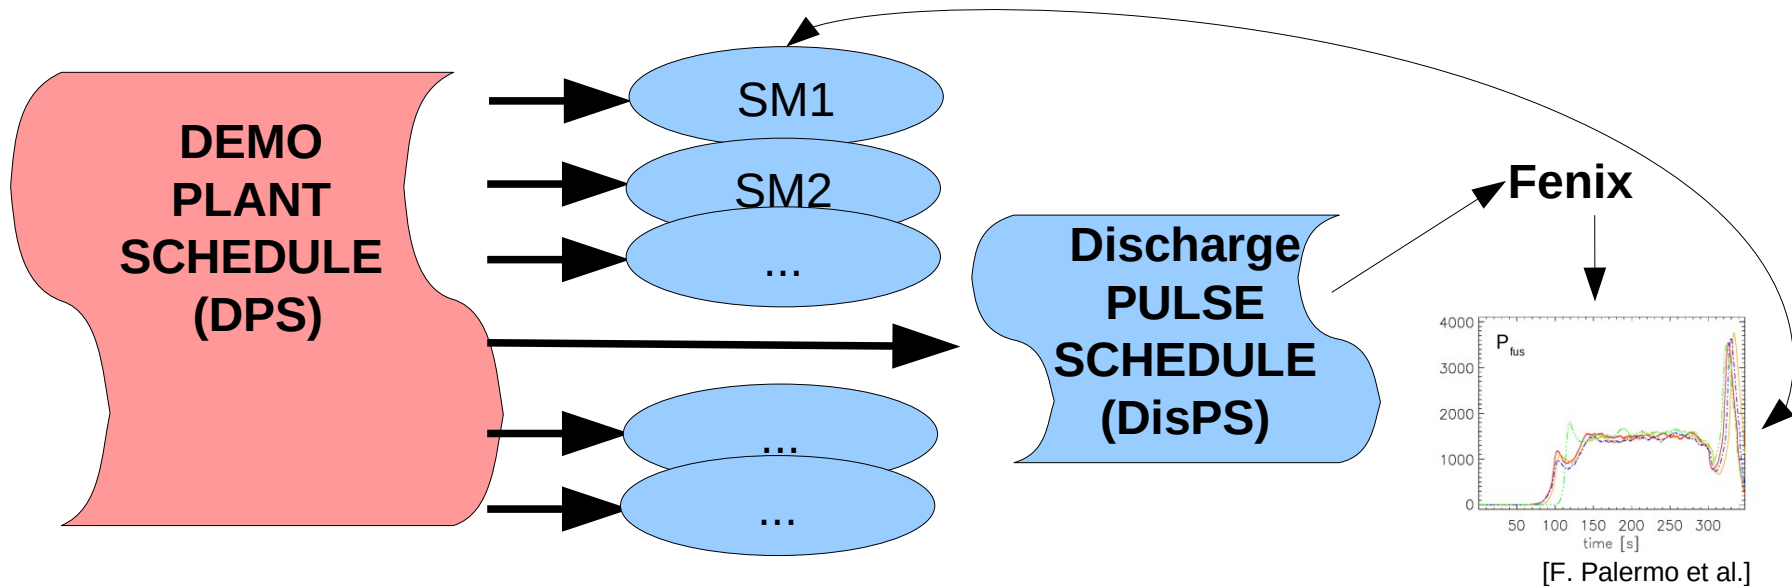 DEMO
PLANT
SCHEDULE
(DPS)
SM1
SM2
...
...
...
Discharge
PULSE
SCHEDULE
(DisPS)
Fenix
4000
3000
2000
1000
0
P_fus
50 100 150 200 250 300
time [s]
[F. Palermo et al.]